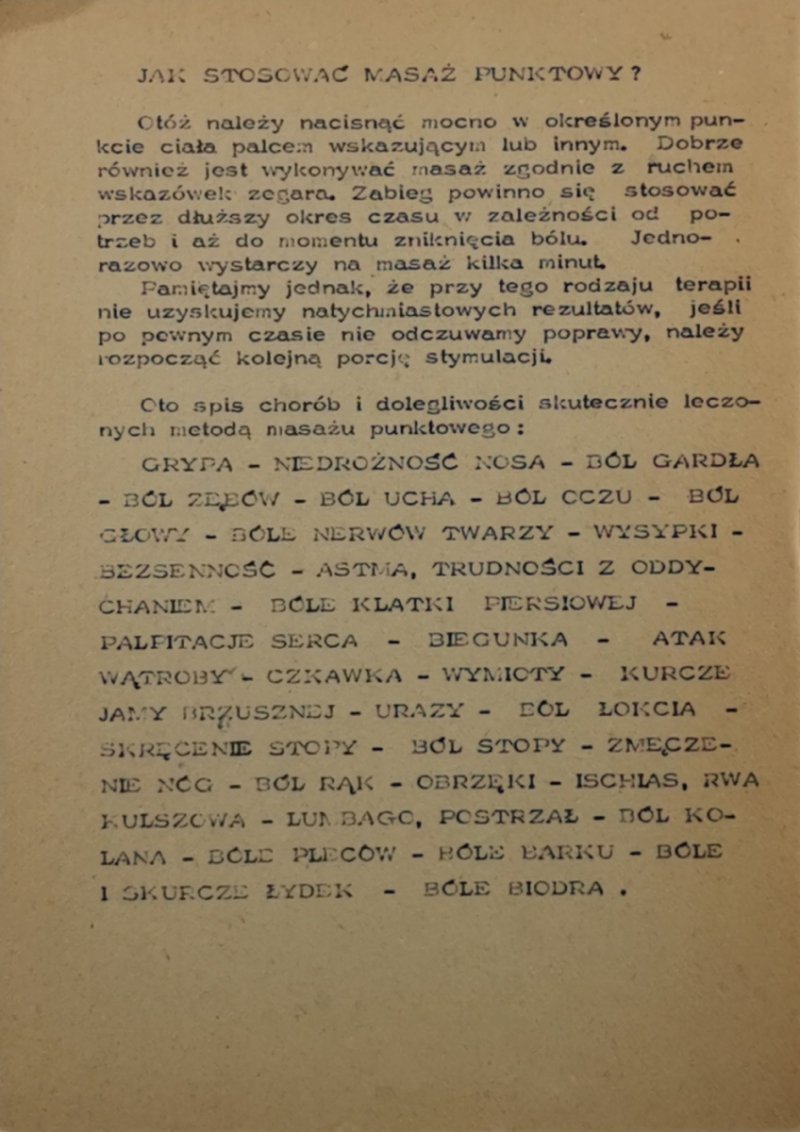 JAK STOSOWAĆ MASAŻ PUNKTOWY?
Otóż należy nacisnąć mocno w określonym pun-
kcie ciała palcem wskazującym lub innym. Dobrze
również jest wykonywać masaż zgodnie z ruchem
wskazówek zegara. Zabieg powinno się stosować
przez dłuższy okres czasu w zależności od po-
trzeb i aż do momentu zniknięcia bólu. Jedno-
razowo wystarczy na masaż kilka minut.
Pamiętajmy jednak, że przy tego rodzaju terapii
nie uzyskujemy natychmiastowych rezultatów, jeśli
po pewnym czasie nie odczuwamy poprawy, należy
rozpocząć kolejną porcję stymulacji.
Oto spis chorób i dolegliwości skutecznie leczo-
nych metodą masażu punktowego:
GRYPA - NIEDROŻNOŚĆ NOSA - BÓL GARDŁA
- BÓL ZĘBÓW - BÓL UCHA - BÓL OCZU - BÓL
GŁOWY - BÓLE NERWÓW TWARZY - WYSYPKI -
BEZSENNOŚĆ - ASTMA, TRUDNOŚCI Z ODDY-
CHANIEM - BÓLE KLATKI PIERSIOWEJ -
PALPITACJE SERCA - BIEGUNKA - ATAK
WĄTROBY - CZKAWKA - WYMIOTY - KURCZE
JAMY BRZUSZNEJ - URAZY - BÓL ŁOKCIA -
SKRĘCENIE STOPY - BÓL STOPY - ZMĘCZE-
NIE NÓG - BÓL RĄK - OBRZĘKI - ISCHIAS, RWA
KULSZOWA - LUMBAGO, POSTRZAŁ - BÓL KO-
LANA - BÓLE PLECÓW - BÓLE BARKU - BÓLE
I SKURCZE ŁYDEK - BÓLE BIODRA .